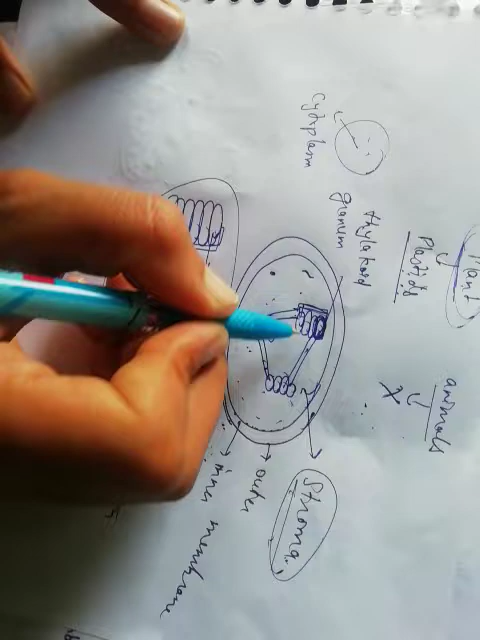 Plant
Plastids
animals
X
thylakoid
granum
cytoplasm
Stroma
outer
inner membrane